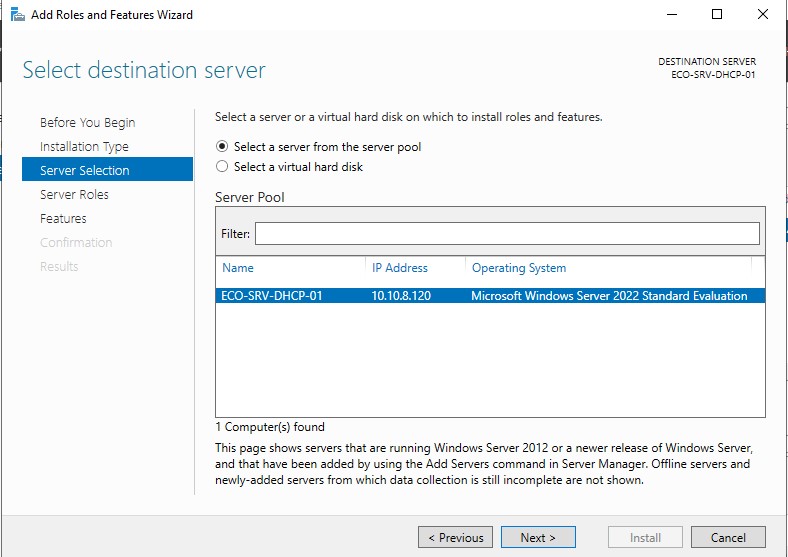 Add Roles and Features Wizard
Select destination server
DESTINATION SERVER
ECO-SRV-DHCP-01
Before You Begin
Installation Type
Server Selection
Server Roles
Features
Confirmation
Results
Select a server or a virtual hard disk on which to install roles and features.
Select a server from the server pool
Select a virtual hard disk
Server Pool
Filter:
Name IP Address Operating System
ECO-SRV-DHCP-01 10.10.8.120 Microsoft Windows Server 2022 Standard Evaluation
1 Computer(s) found
This page shows servers that are running Windows Server 2012 or a newer release of Windows Server,
and that have been added by using the Add Servers command in Server Manager. Offline servers and
newly-added servers from which data collection is still incomplete are not shown.
< Previous Next > Install Cancel